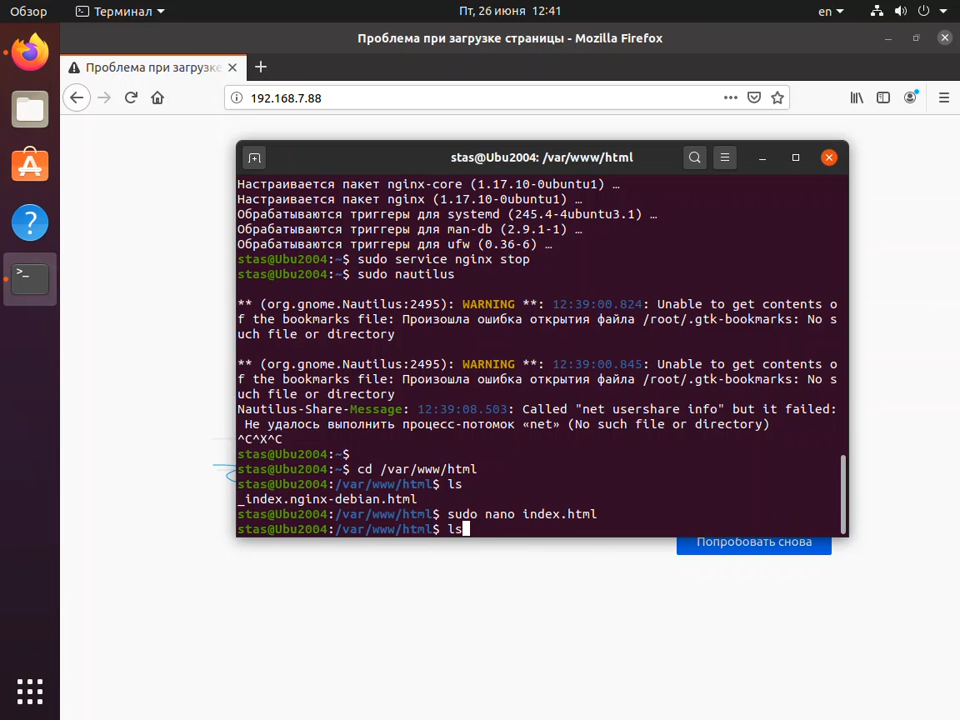 Обзор
Терминал
Пт, 26 июня 12:41
en
Проблема при загрузке страницы - Mozilla Firefox
Проблема при загрузке
192.168.7.88
stas@Ubu2004: /var/www/html
Настраивается пакет nginx-core (1.17.10-0ubuntu1) …
Настраивается пакет nginx (1.17.10-0ubuntu1) …
Обрабатываются триггеры для systemd (245.4-4ubuntu3.1) …
Обрабатываются триггеры для man-db (2.9.1-1) …
Обрабатываются триггеры для ufw (0.36-6) …
stas@Ubu2004:~$ sudo service nginx stop
stas@Ubu2004:~$ sudo nautilus
** (org.gnome.Nautilus:2495): WARNING **: 12:39:00.824: Unable to get contents o
f the bookmarks file: Произошла ошибка открытия файла /root/.gtk-bookmarks: No s
uch file or directory
** (org.gnome.Nautilus:2495): WARNING **: 12:39:00.845: Unable to get contents o
f the bookmarks file: Произошла ошибка открытия файла /root/.gtk-bookmarks: No s
uch file or directory
Nautilus-Share-Message: 12:39:08.503: Called "net usershare info" but it failed:
Не удалось выполнить процесс-потомок «net» (No such file or directory)
^C^X^C
stas@Ubu2004:~$
stas@Ubu2004:~$ cd /var/www/html
stas@Ubu2004:/var/www/html$ ls
_index.nginx-debian.html
stas@Ubu2004:/var/www/html$ sudo nano index.html
stas@Ubu2004:/var/www/html$ ls
Попробовать снова